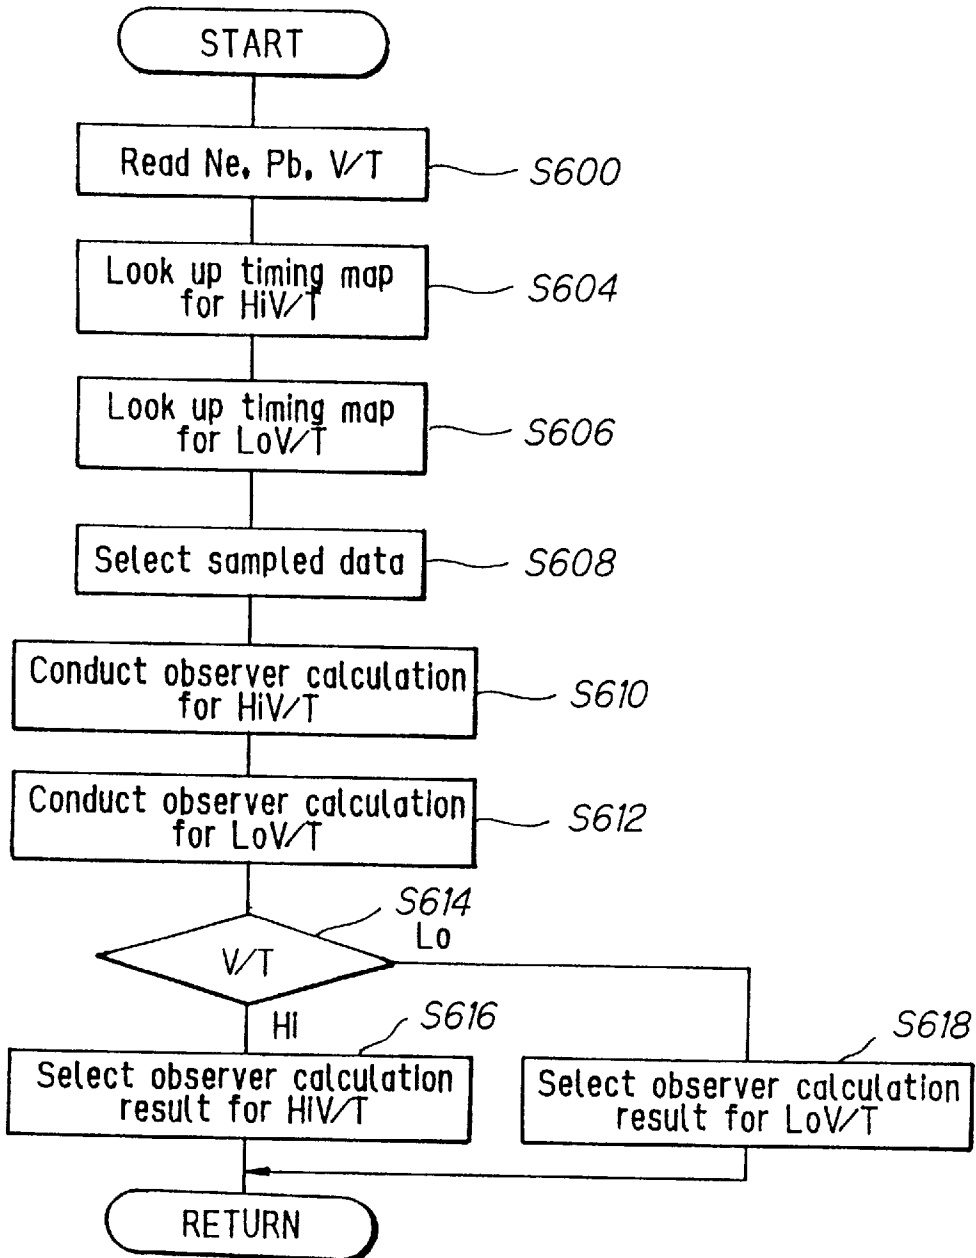 START
Read Ne. Pb. V/T
S600
Look up timing map
for HiV/T
S604
Look up timing map
for LoV/T
S606
Select sampled data
S608
Conduct observer calculation
for HiV/T
S610
Conduct observer calculation
for LoV/T
S612
S614
V/T
Lo
Hi
S616
Select observer calculation
result for HiV/T
S618
Select observer calculation
result for LoV/T
RETURN